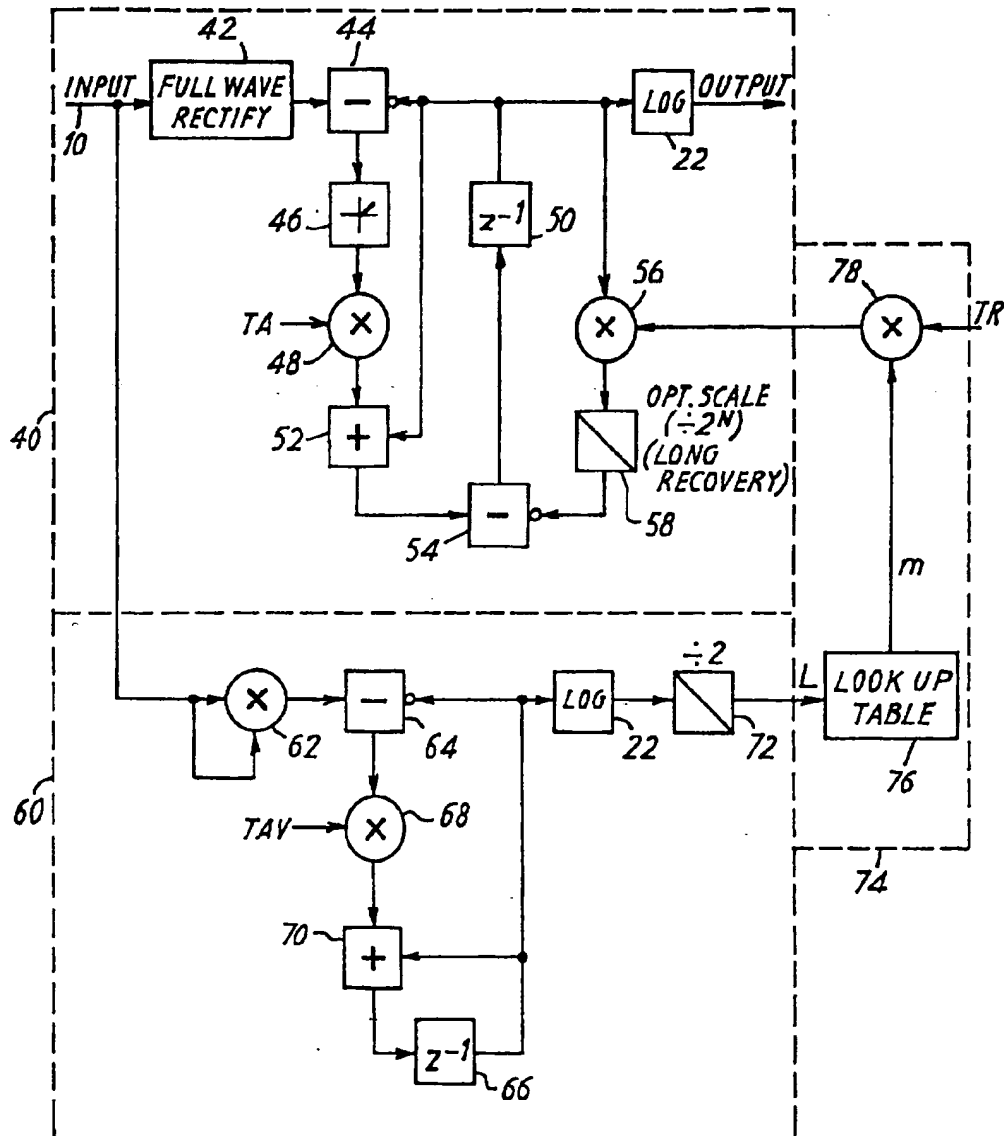 42
44
INPUT
FULL WAVE
RECTIFY
−
LOG
OUTPUT
10
22
46
z-1
50
TA
×
48
56
×
78
×
TR
40
52
+
OPT. SCALE
(÷2N)
(LONG
RECOVERY)
−
54
58
m
÷2
×
−
LOG
L
LOOK UP
TABLE
62
64
22
72
76
60
TAV
×
68
74
70
+
z-1
66